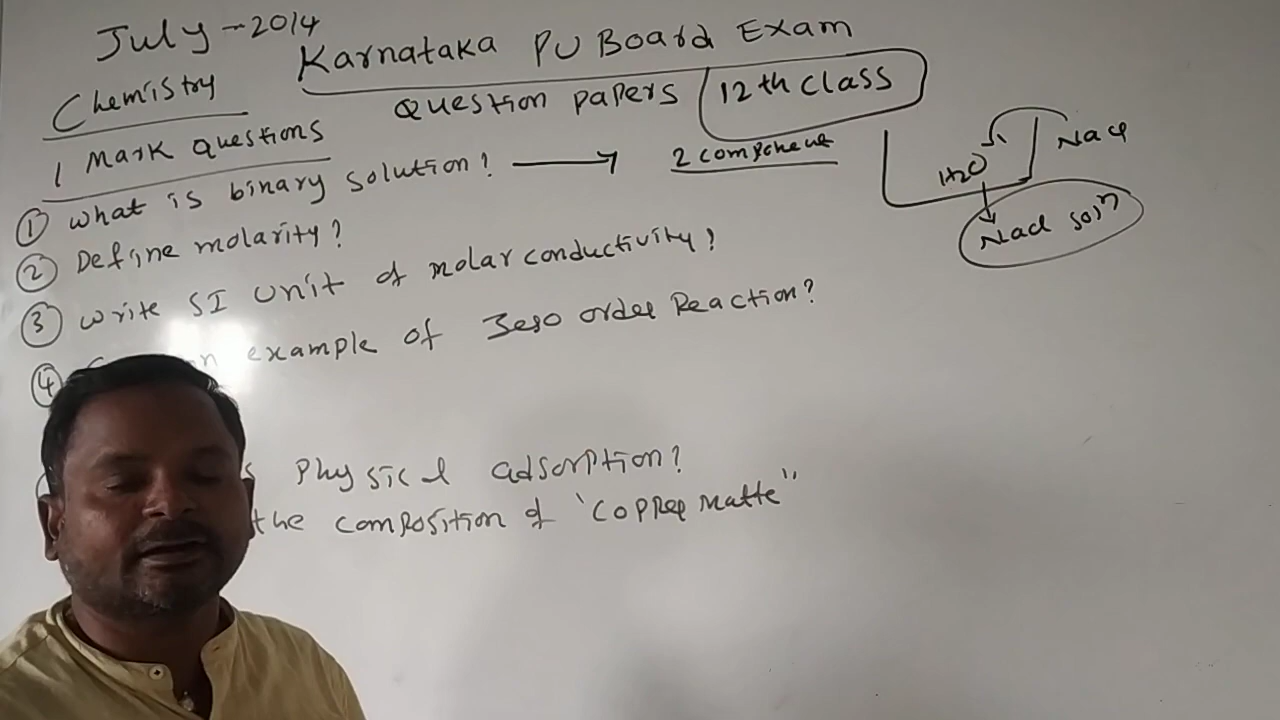 July - 2014
Karnataka PU Board Exam
Chemistry
Question papers 12th class
1 Mark questions
① what is binary solution? → 2 component
H2O
NaCl
NaCl solⁿ
② Define molarity?
③ write SI unit of molar conductivity?
④ example of Zero order Reaction?
physical adsorption?
the composition of 'Copper Matte"